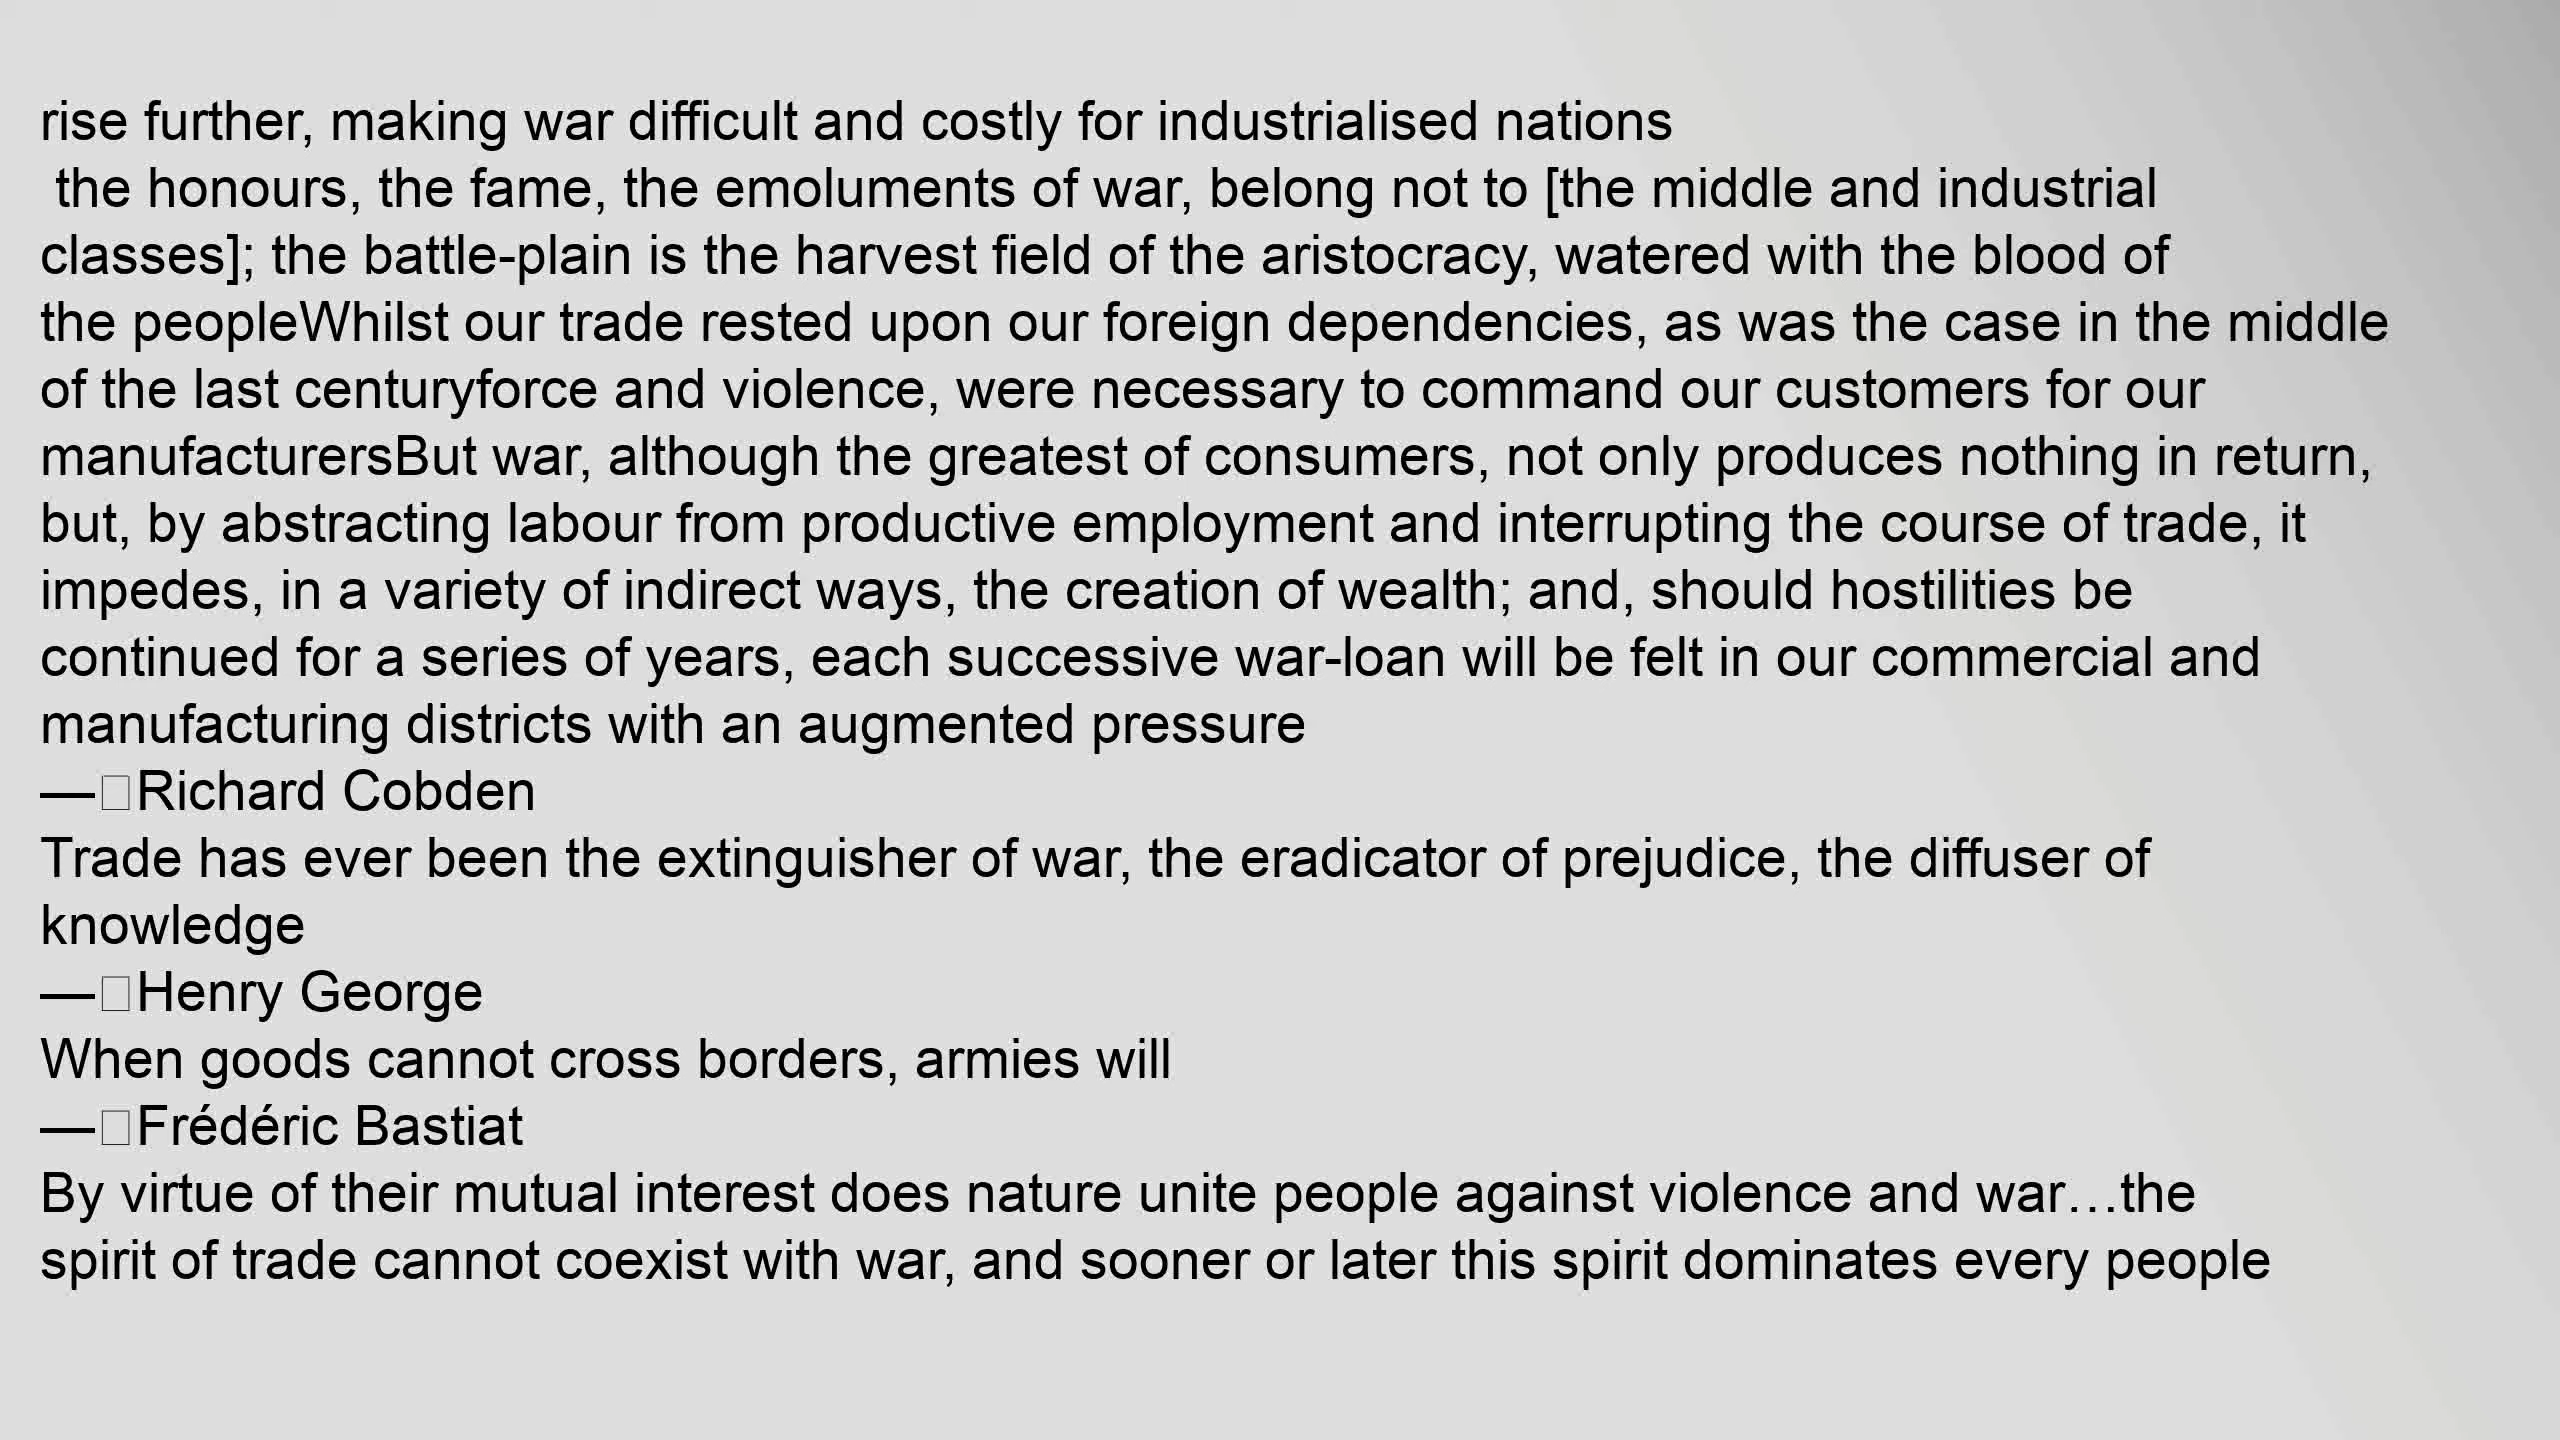 rise further, making war difficult and costly for industrialised nations
the honours, the fame, the emoluments of war, belong not to [the middle and industrial
classes]; the battle-plain is the harvest field of the aristocracy, watered with the blood of
the peopleWhilst our trade rested upon our foreign dependencies, as was the case in the middle
of the last centuryforce and violence, were necessary to command our customers for our
manufacturersBut war, although the greatest of consumers, not only produces nothing in return,
but, by abstracting labour from productive employment and interrupting the course of trade, it
impedes, in a variety of indirect ways, the creation of wealth; and, should hostilities be
continued for a series of years, each successive war-loan will be felt in our commercial and
manufacturing districts with an augmented pressure
—□Richard Cobden
Trade has ever been the extinguisher of war, the eradicator of prejudice, the diffuser of
knowledge
—□Henry George
When goods cannot cross borders, armies will
—□Frédéric Bastiat
By virtue of their mutual interest does nature unite people against violence and war…the
spirit of trade cannot coexist with war, and sooner or later this spirit dominates every people